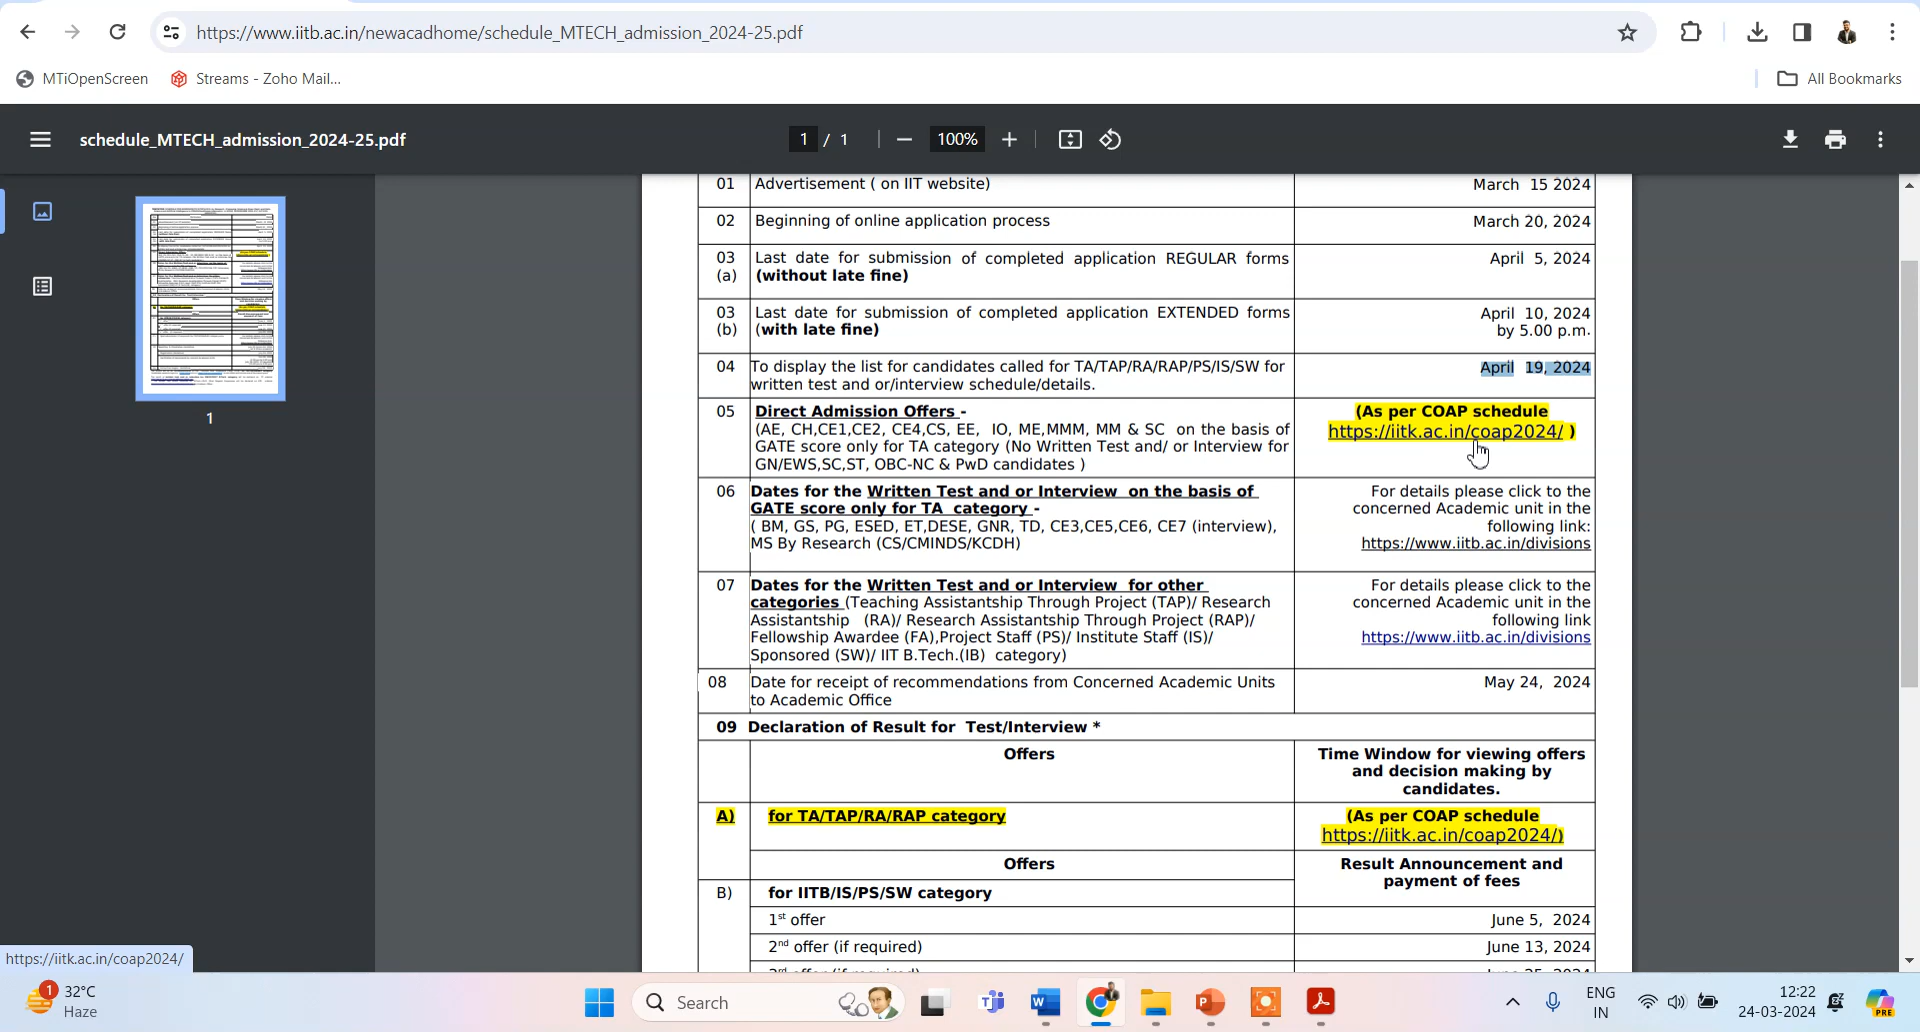 https://www.iitb.ac.in/newacadhome/schedule_MTECH_admission_2024-25.pdf
MTiOpenScreen
Streams - Zoho Mail...
All Bookmarks
schedule_MTECH_admission_2024-25.pdf
1 / 1
100%
1
01 Advertisement ( on IIT website) March 15 2024
02 Beginning of online application process March 20, 2024
03 Last date for submission of completed application REGULAR forms April 5, 2024
(a) (without late fine)
03 Last date for submission of completed application EXTENDED forms April 10, 2024
(b) (with late fine) by 5.00 p.m.
04 To display the list for candidates called for TA/TAP/RA/RAP/PS/IS/SW for April 19, 2024
written test and or/interview schedule/details.
05 Direct Admission Offers - (As per COAP schedule
(AE, CH,CE1,CE2, CE4,CS, EE, IO, ME,MMM, MM & SC on the basis of https://iitk.ac.in/coap2024/ )
GATE score only for TA category (No Written Test and/ or Interview for
GN/EWS,SC,ST, OBC-NC & PwD candidates )
06 Dates for the Written Test and or Interview on the basis of For details please click to the
GATE score only for TA category - concerned Academic unit in the
( BM, GS, PG, ESED, ET,DESE, GNR, TD, CE3,CE5,CE6, CE7 (interview), following link:
MS By Research (CS/CMINDS/KCDH) https://www.iitb.ac.in/divisions
07 Dates for the Written Test and or Interview for other For details please click to the
categories (Teaching Assistantship Through Project (TAP)/ Research concerned Academic unit in the
Assistantship (RA)/ Research Assistantship Through Project (RAP)/ following link
Fellowship Awardee (FA),Project Staff (PS)/ Institute Staff (IS)/ https://www.iitb.ac.in/divisions
Sponsored (SW)/ IIT B.Tech.(IB) category)
08 Date for receipt of recommendations from Concerned Academic Units May 24, 2024
to Academic Office
09 Declaration of Result for Test/Interview *
Offers Time Window for viewing offers
and decision making by
candidates.
A) for TA/TAP/RA/RAP category (As per COAP schedule
https://iitk.ac.in/coap2024/)
Offers Result Announcement and
payment of fees
B) for IITB/IS/PS/SW category
1st offer June 5, 2024
2nd offer (if required) June 13, 2024
https://iitk.ac.in/coap2024/
1
32°C
Haze
Search
ENG
IN
12:22
24-03-2024
PRE